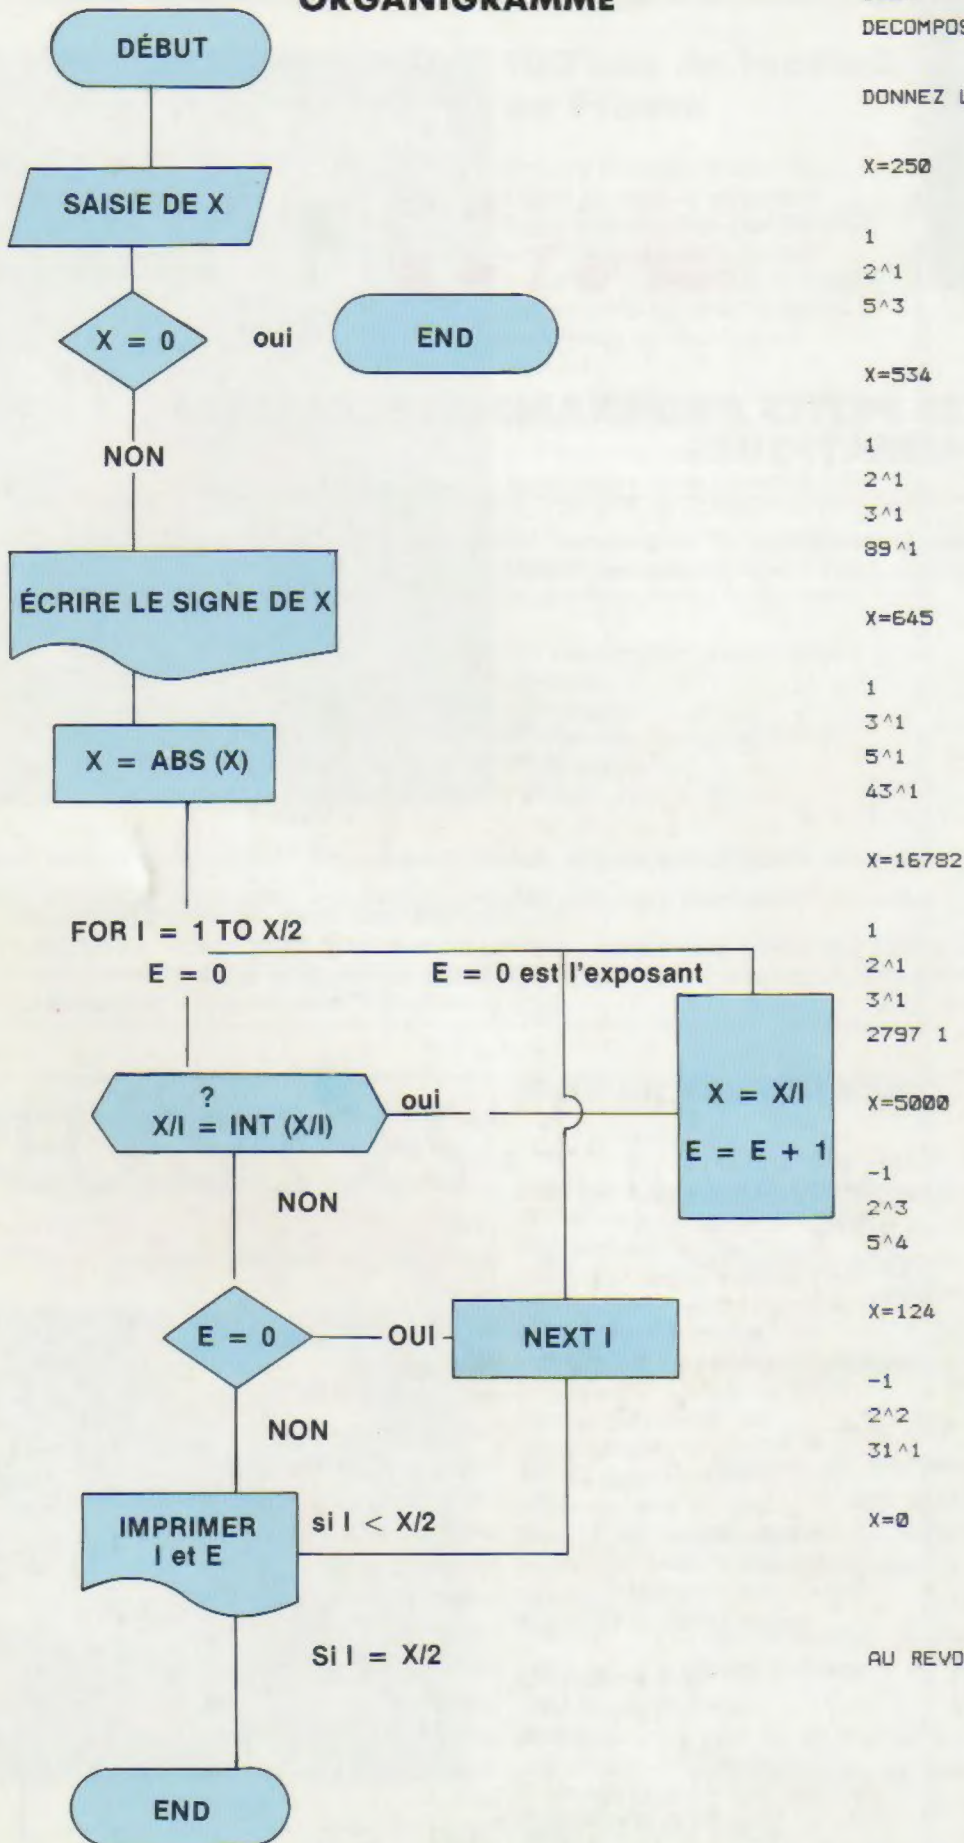 ORGANIGRAMME
DÉBUT
SAISIE DE X
X = 0
oui
END
NON
ÉCRIRE LE SIGNE DE X
X = ABS (X)
FOR I = 1 TO X/2
E = 0
E = 0 est l'exposant
?
X/I = INT (X/I)
oui
X = X/I
E = E + 1
NON
E = 0
OUI
NEXT I
NON
IMPRIMER
I et E
si I < X/2
Si I = X/2
END
DECOMPOS
DONNEZ L
X=250
1
2^1
5^3
X=534
1
2^1
3^1
89^1
X=645
1
3^1
5^1
43^1
X=16782
1
2^1
3^1
2797 1
X=5000
-1
2^3
5^4
X=124
-1
2^2
31^1
X=0
AU REVO